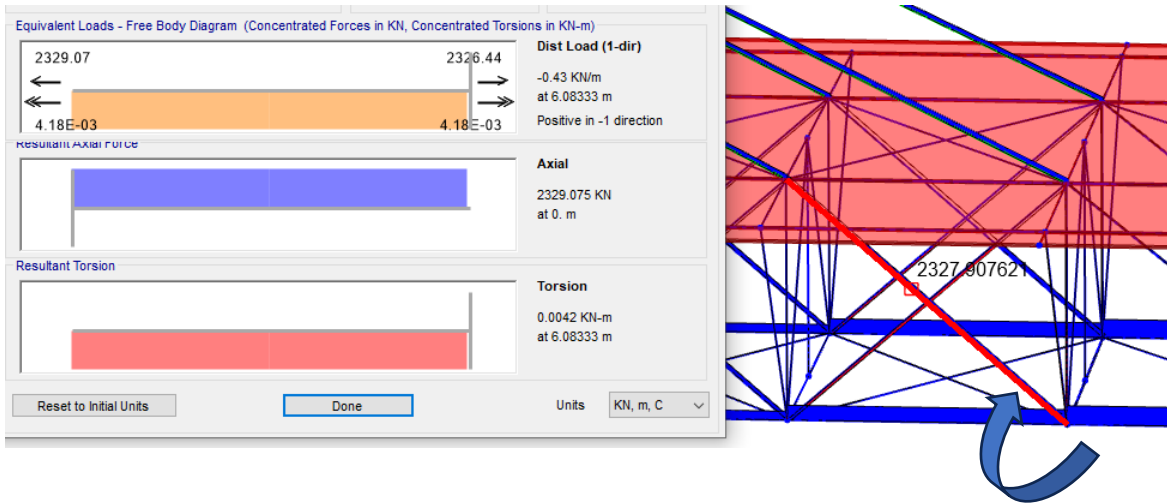 Equivalent Loads - Free Body Diagram (Concentrated Forces in KN, Concentrated Torsions in KN-m)
2329.07
2326.44
4.18E-03
4.18E-03
Dist Load (1-dir)
-0.43 KN/m
at 6.08333 m
Positive in -1 direction
Resultant Axial Force
Axial
2329.075 KN
at 0. m
Resultant Torsion
Torsion
0.0042 KN-m
at 6.08333 m
Reset to Initial Units
Done
Units
KN, m, C
2327.907621